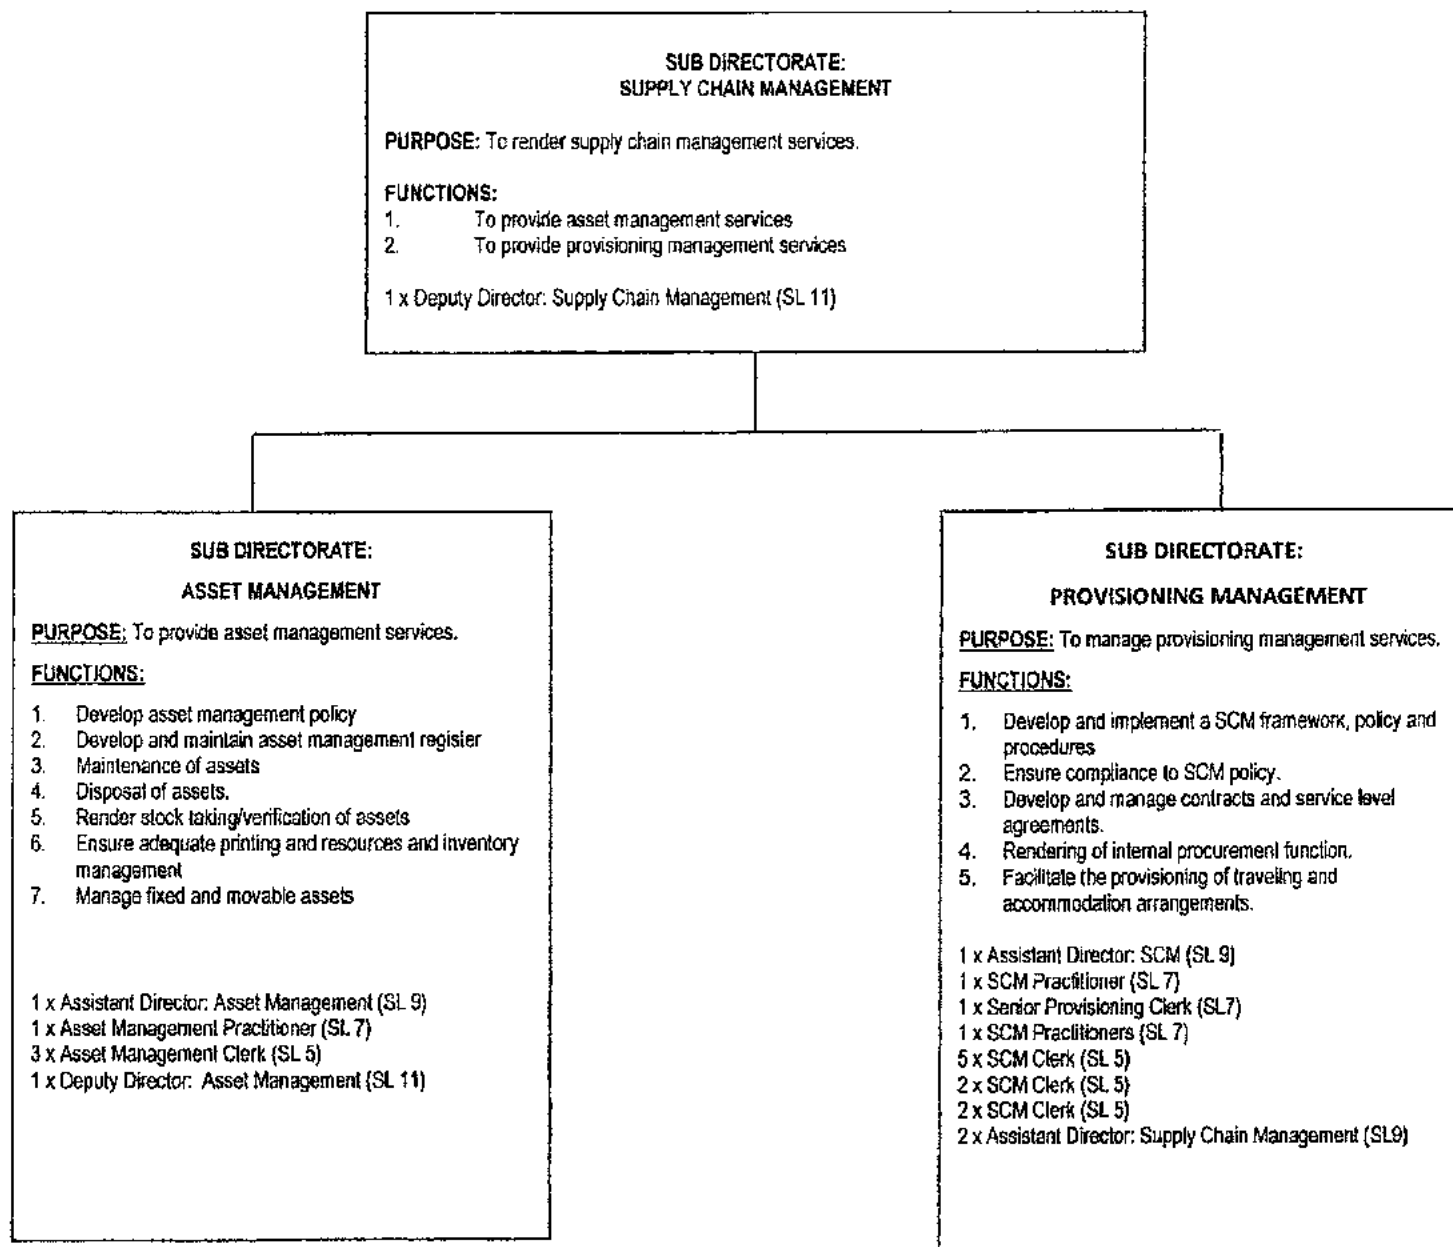 SUB DIRECTORATE:
SUPPLY CHAIN MANAGEMENT
PURPOSE: To render supply chain management services.
FUNCTIONS:
1. To provide asset management services
2. To provide provisioning management services
1 x Deputy Director: Supply Chain Management (SL 11)
SUB DIRECTORATE:
ASSET MANAGEMENT
PURPOSE: To provide asset management services.
FUNCTIONS:
1. Develop asset management policy
2. Develop and maintain asset management register
3. Maintenance of assets
4. Disposal of assets.
5. Render stock taking/verification of assets
6. Ensure adequate printing and resources and inventory
management
7. Manage fixed and movable assets
1 x Assistant Director: Asset Management (SL 9)
1 x Asset Management Practitioner (SL 7)
3 x Asset Management Clerk (SL 5)
1 x Deputy Director: Asset Management (SL 11)
SUB DIRECTORATE:
PROVISIONING MANAGEMENT
PURPOSE: To manage provisioning management services.
FUNCTIONS:
1. Develop and implement a SCM framework, policy and
procedures
2. Ensure compliance to SCM policy.
3. Develop and manage contracts and service level
agreements.
4. Rendering of internal procurement function.
5. Facilitate the provisioning of traveling and
accommodation arrangements.
1 x Assistant Director: SCM (SL 9)
1 x SCM Practitioner (SL 7)
1 x Senior Provisioning Clerk (SL7)
1 x SCM Practitioners (SL 7)
5 x SCM Clerk (SL 5)
2 x SCM Clerk (SL 5)
2 x SCM Clerk (SL 5)
2 x Assistant Director: Supply Chain Management (SL9)